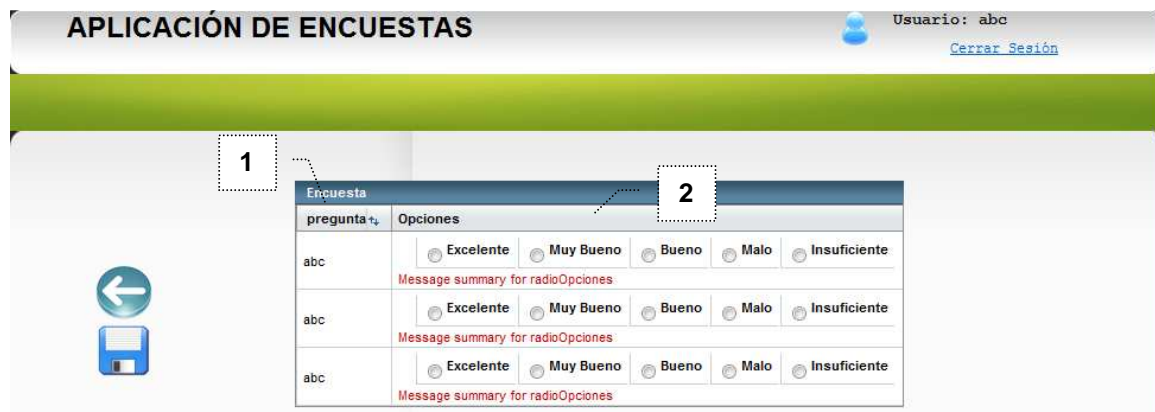 APLICACIÓN DE ENCUESTAS
Usuario: abc
Cerrar Sesión
1
2
Encuesta
pregunta Opciones
abc Excelente Muy Bueno Bueno Malo Insuficiente
Message summary for radioOpciones
abc Excelente Muy Bueno Bueno Malo Insuficiente
Message summary for radioOpciones
abc Excelente Muy Bueno Bueno Malo Insuficiente
Message summary for radioOpciones